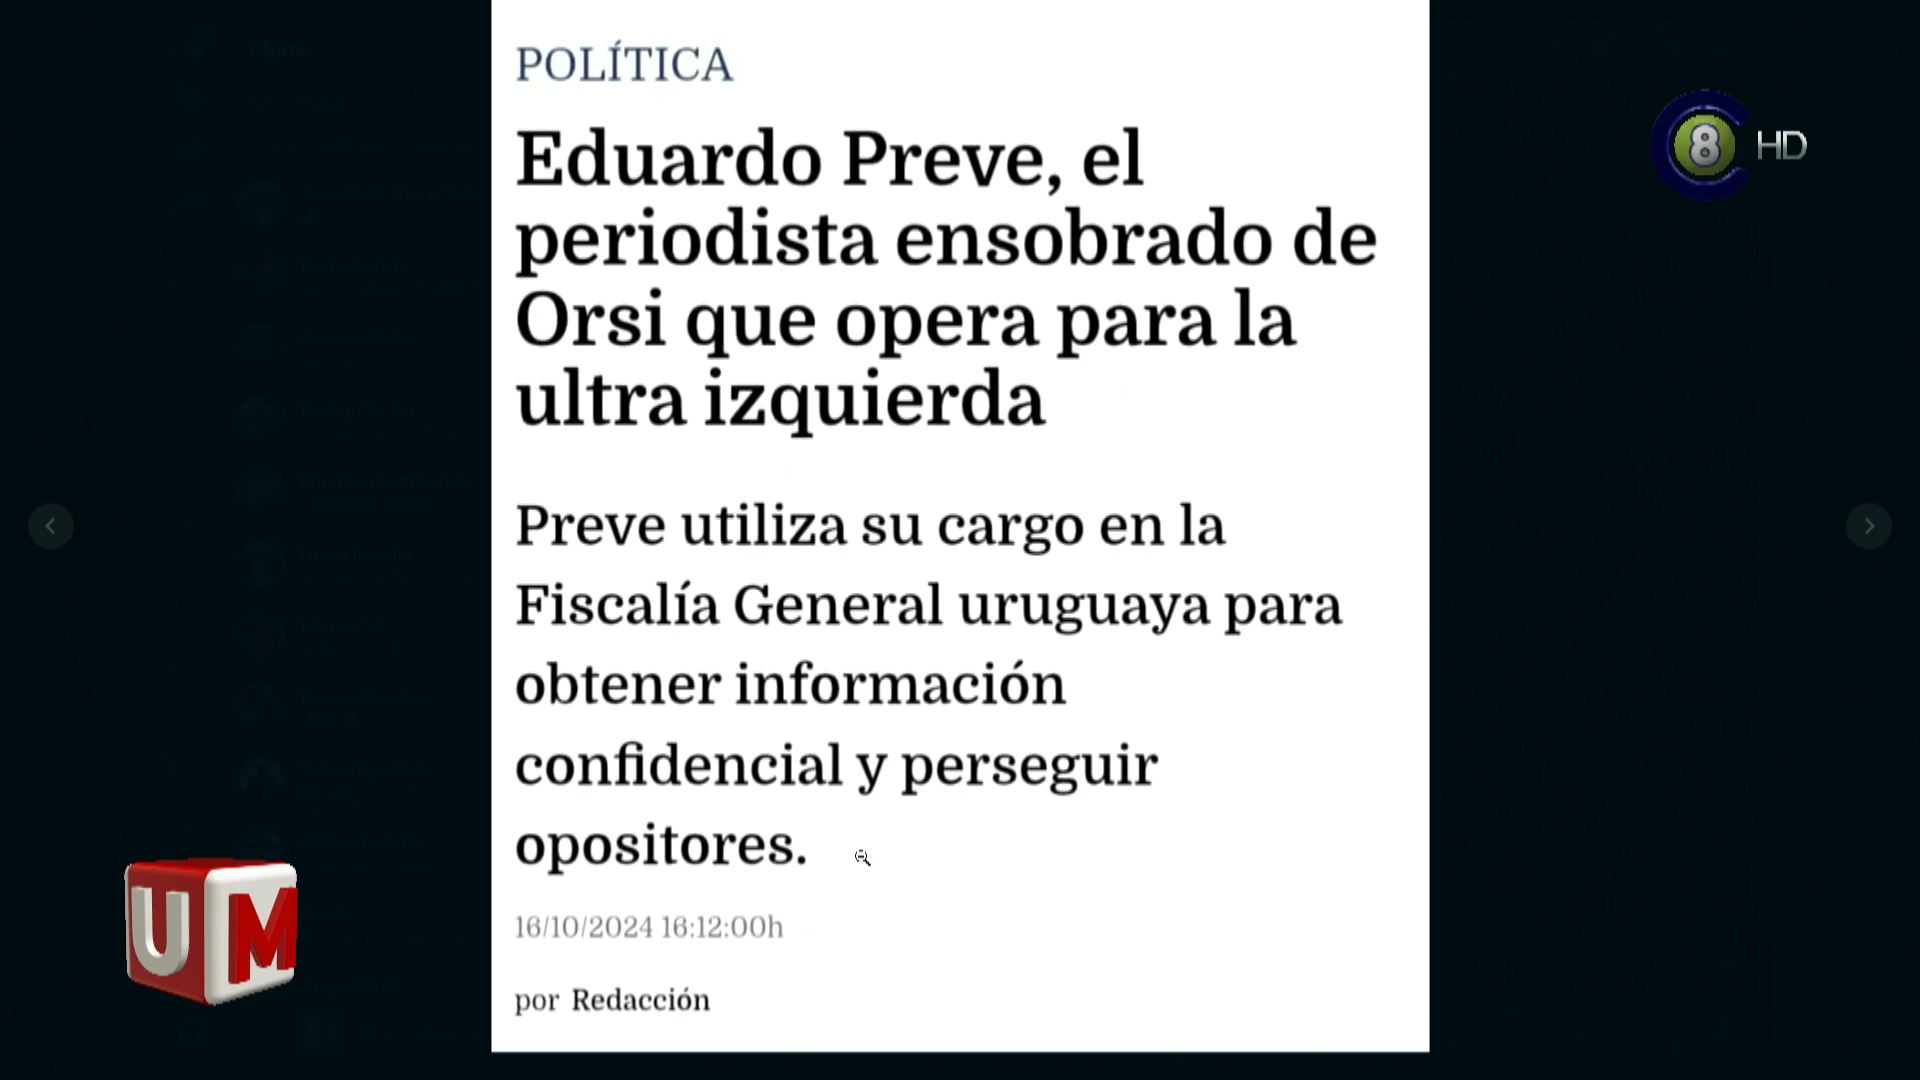 POLÍTICA
Eduardo Preve, el
periodista ensobrado de
Orsi que opera para la
ultra izquierda
Preve utiliza su cargo en la
Fiscalía General uruguaya para
obtener información
confidencial y perseguir
opositores.
16/10/2024 16:12:00h
por Redacción
8 HD
UM